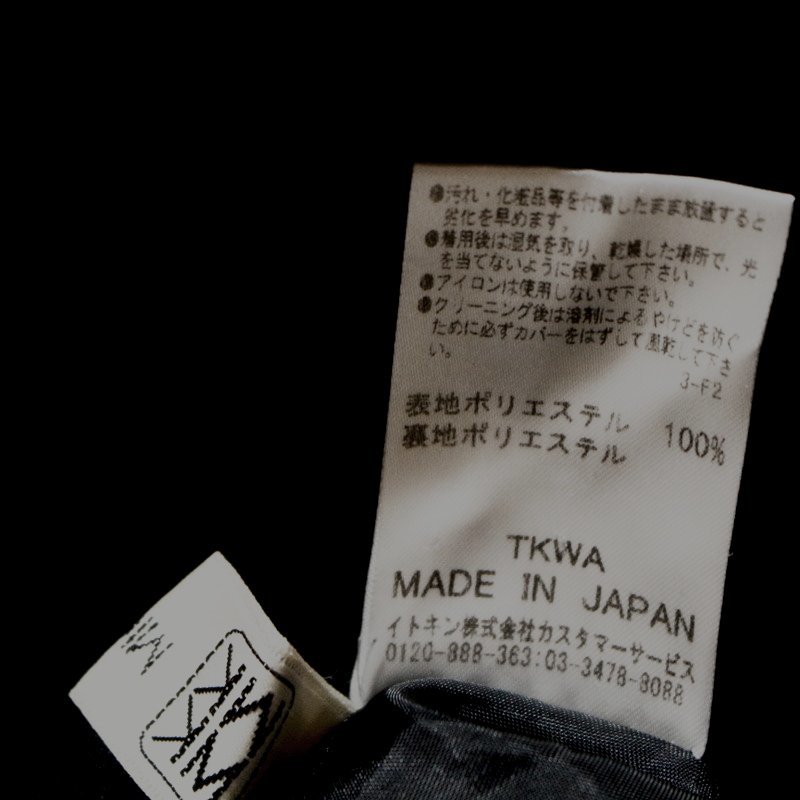 ●汚れ・化粧品等を付着したまま放置すると
劣化を早めます。
●着用後は湿気を取り、乾燥した場所で、光
を当てないように保管して下さい。
●アイロンは使用しないで下さい。
●クリーニング後は溶剤によるやけどを防ぐ
ために必ずカバーをはずして風乾して下さ
い。
3-F2
表地ポリエステル
裏地ポリエステル 100%
TKWA
MADE IN JAPAN
イトキン株式会社カスタマーサービス
0120-888-363:03-3478-8088